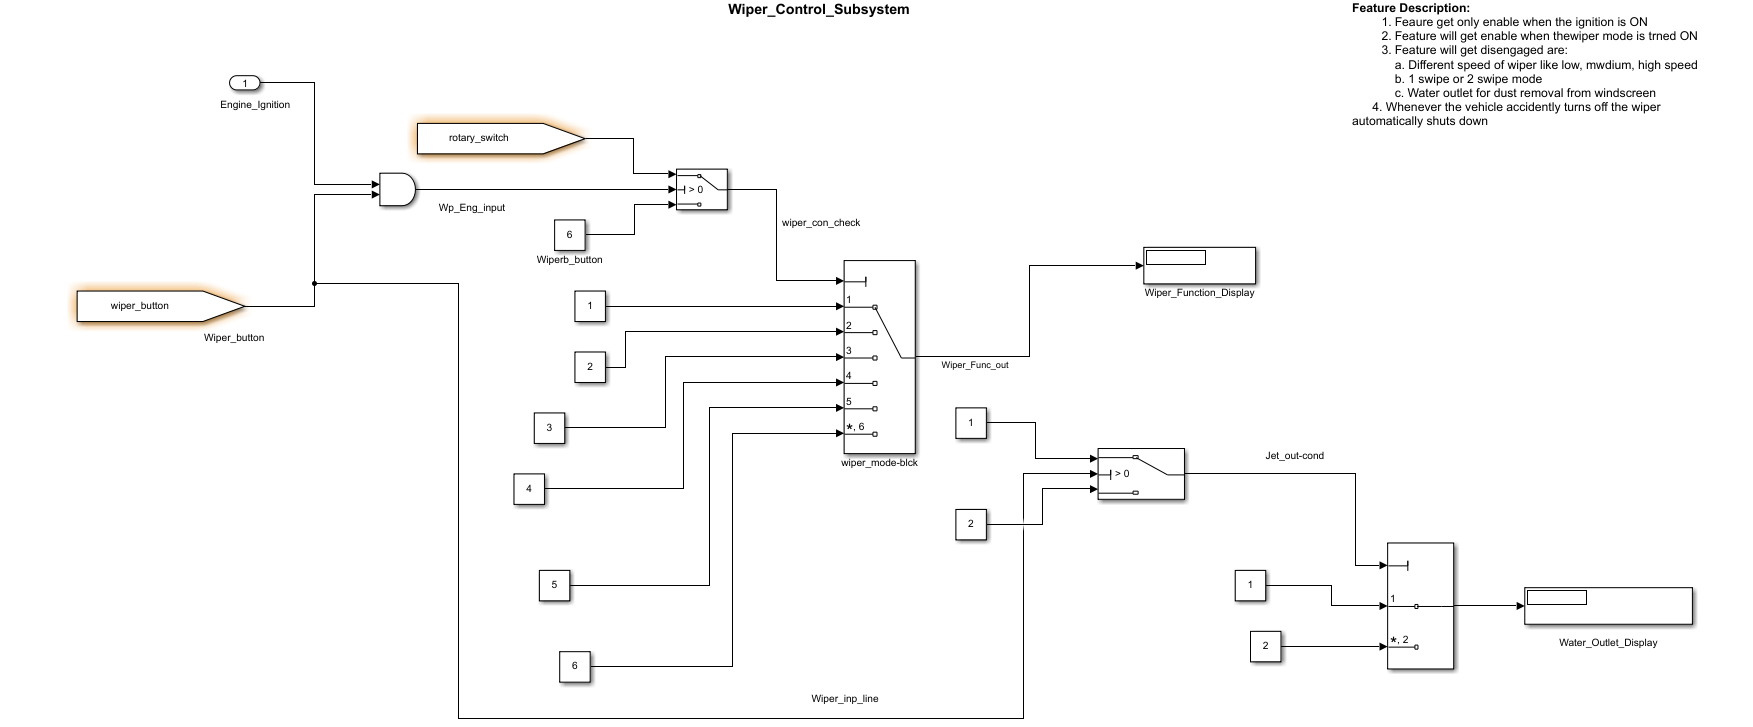 Wiper_Control_Subsystem
Feature Description:
1. Feaure get only enable when the ignition is ON
2. Feature will get enable when thewiper mode is trned ON
3. Feature will get disengaged are:
a. Different speed of wiper like low, mwdium, high speed
b. 1 swipe or 2 swipe mode
c. Water outlet for dust removal from windscreen
4. Whenever the vehicle accidently turns off the wiper
automatically shuts down
1
Engine_Ignition
rotary_switch
> 0
Wp_Eng_input
6
Wiperb_button
wiper_con_check
wiper_button
Wiper_button
1
2
3
4
5
6
1
2
3
4
5
*, 6
wiper_mode-blck
Wiper_Func_out
Wiper_Function_Display
1
> 0
2
Jet_out-cond
1
2
1
*, 2
Water_Outlet_Display
Wiper_inp_line